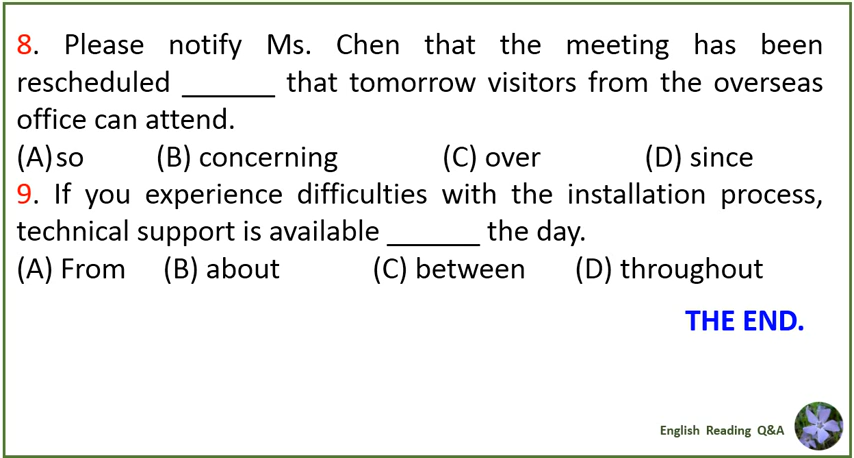 8. Please notify Ms. Chen that the meeting has been
rescheduled ______ that tomorrow visitors from the overseas
office can attend.
(A)so (B) concerning (C) over (D) since
9. If you experience difficulties with the installation process,
technical support is available ______ the day.
(A) From (B) about (C) between (D) throughout
THE END.
English Reading Q&A